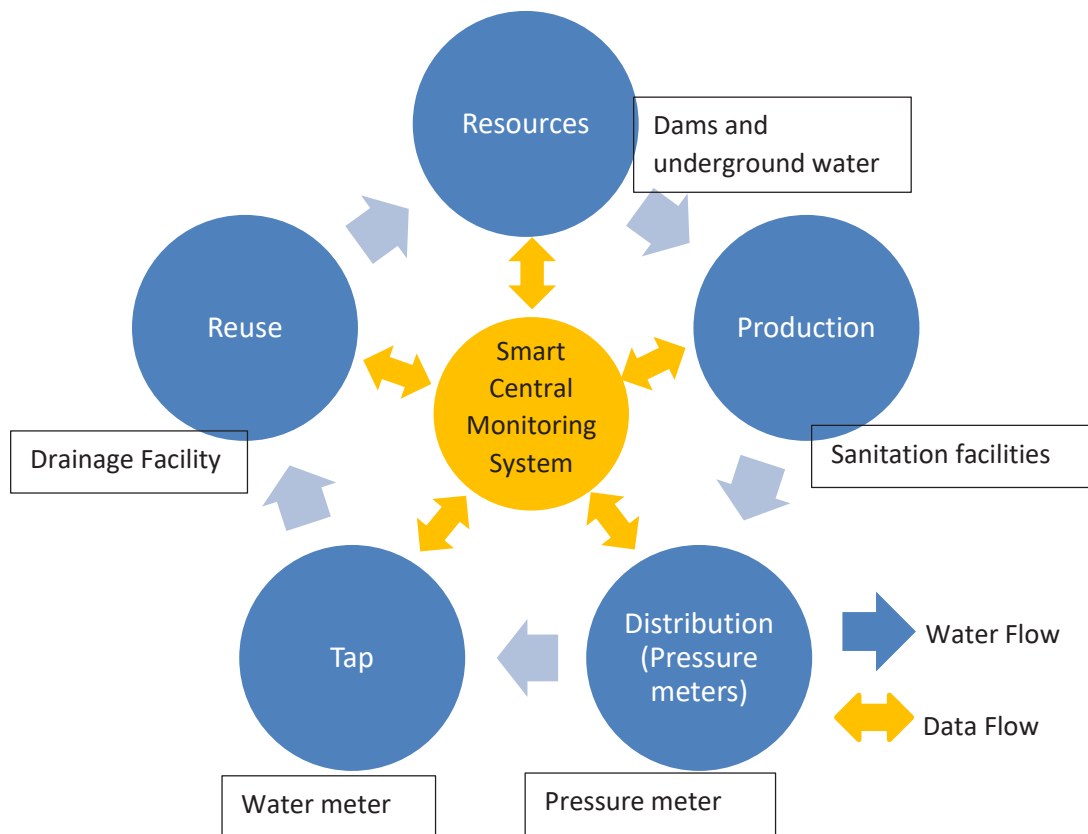 Resources
Dams and
underground water
Reuse
Production
Smart
Central
Monitoring
System
Drainage Facility
Sanitation facilities
Tap
Distribution
(Pressure
meters)
Water Flow
Data Flow
Water meter
Pressure meter